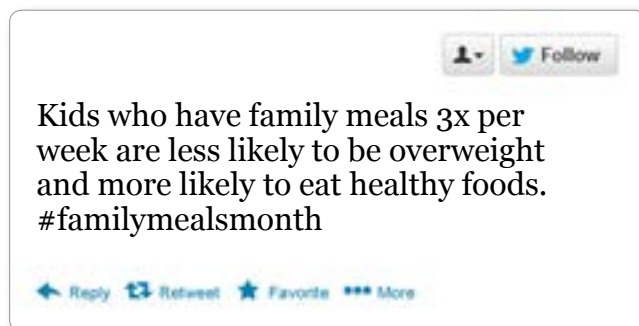 Follow
Kids who have family meals 3x per
week are less likely to be overweight
and more likely to eat healthy foods.
#familymealsmonth
Reply Retweet Favorite More